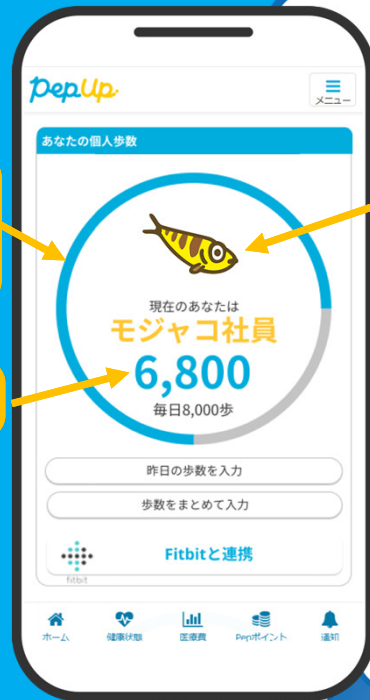 PepUp
メニュー
あなたの個人歩数
現在のあなたは
モジャコ社員
6,800
毎日8,000歩
昨日の歩数を入力
歩数をまとめて入力
Fitbitと連携
fitbit
ホーム
健康状態
医療費
Pepポイント
通知